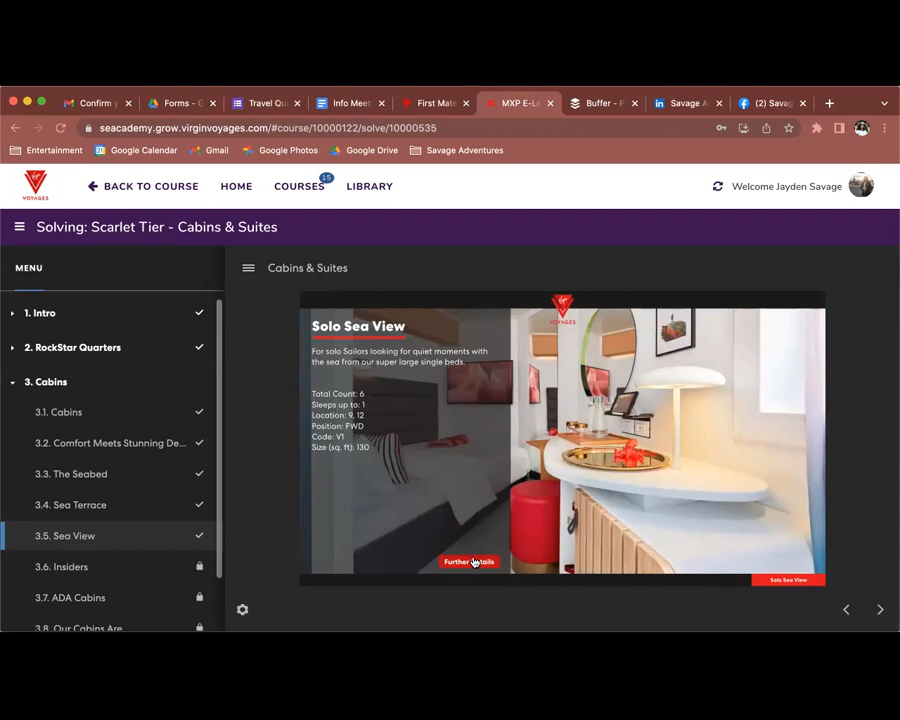 Confirm y
Forms - G
Travel Qu
Info Meet
First Mate
MXP E-Le
Buffer - P
Savage A
(2) Savag
seacademy.grow.virginvoyages.com/#course/10000122/solve/10000535
Entertainment
Google Calendar
Gmail
Google Photos
Google Drive
Savage Adventures
VOYAGES
BACK TO COURSE
HOME
COURSES
15
LIBRARY
Welcome Jayden Savage
Solving: Scarlet Tier - Cabins & Suites
MENU
Cabins & Suites
1. Intro
2. RockStar Quarters
3. Cabins
3.1. Cabins
3.2. Comfort Meets Stunning De...
3.3. The Seabed
3.4. Sea Terrace
3.5. Sea View
3.6. Insiders
3.7. ADA Cabins
3.8. Our Cabins Are
VOYAGES
Solo Sea View
For solo Sailors looking for quiet moments with
the sea from our super large single beds.
Total Count: 6
Sleeps up to: 1
Location: 9, 12
Position: FWD
Code: V1
Size (sq. ft): 130
Further Details
Solo Sea View